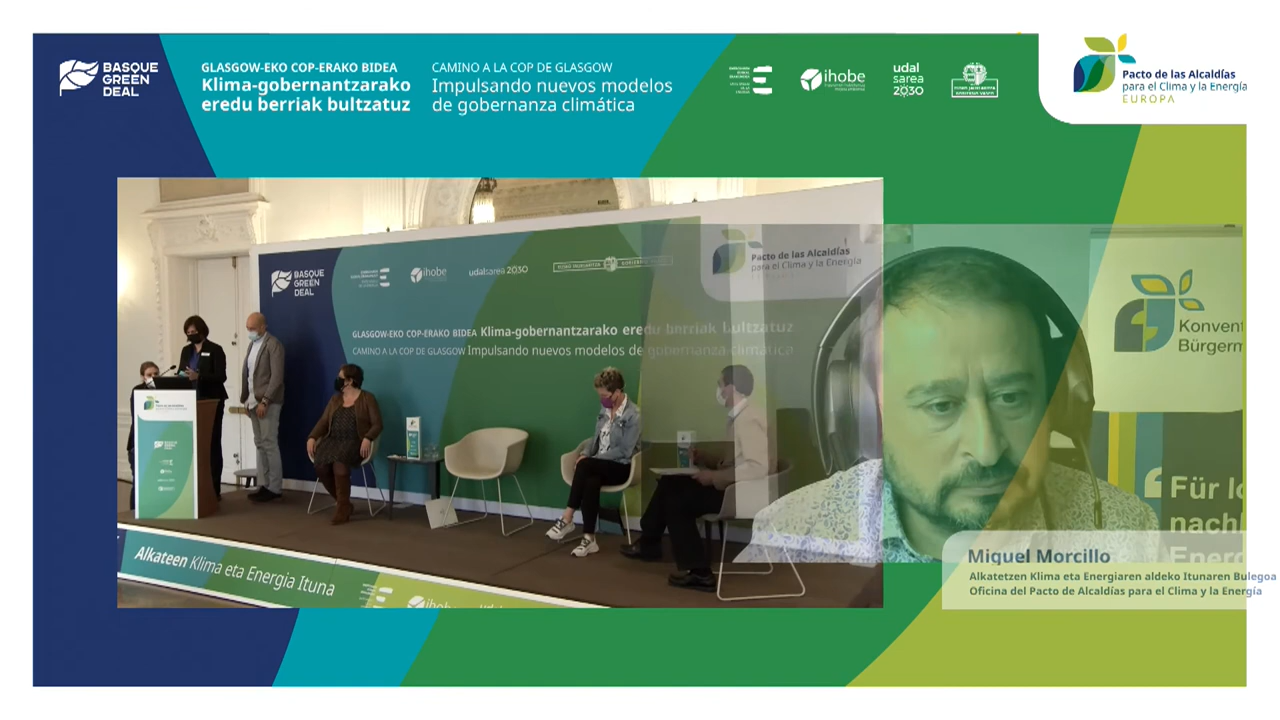 BASQUE
GREEN
DEAL
GLASGOW-EKO COP-ERAKO BIDEA
Klima-gobernantzarako
eredu berriak bultzatuz
CAMINO A LA COP DE GLASGOW
Impulsando nuevos modelos
de gobernanza climática
ihobe
udal
sarea
2030
Pacto de las Alcaldías
para el Clima y la Energía
EUROPA
BASQUE
GREEN
DEAL
ihobe
udalsarea 2030
Pacto de las Alcaldías
para el Clima y la Energía
GLASGOW-EKO COP-ERAKO BIDEA Klima-gobernantzarako eredu berriak bultzatuz
CAMINO A LA COP DE GLASGOW Impulsando nuevos modelos de gobernanza climática
Konvent
Bürgerm
Für lo
nach
Energ
Alkateen Klima eta Energia Ituna
ihobe
Miguel Morcillo
Alkatetzen Klima eta Energiaren aldeko Itunaren Bulegoa
Oficina del Pacto de Alcaldías para el Clima y la Energía